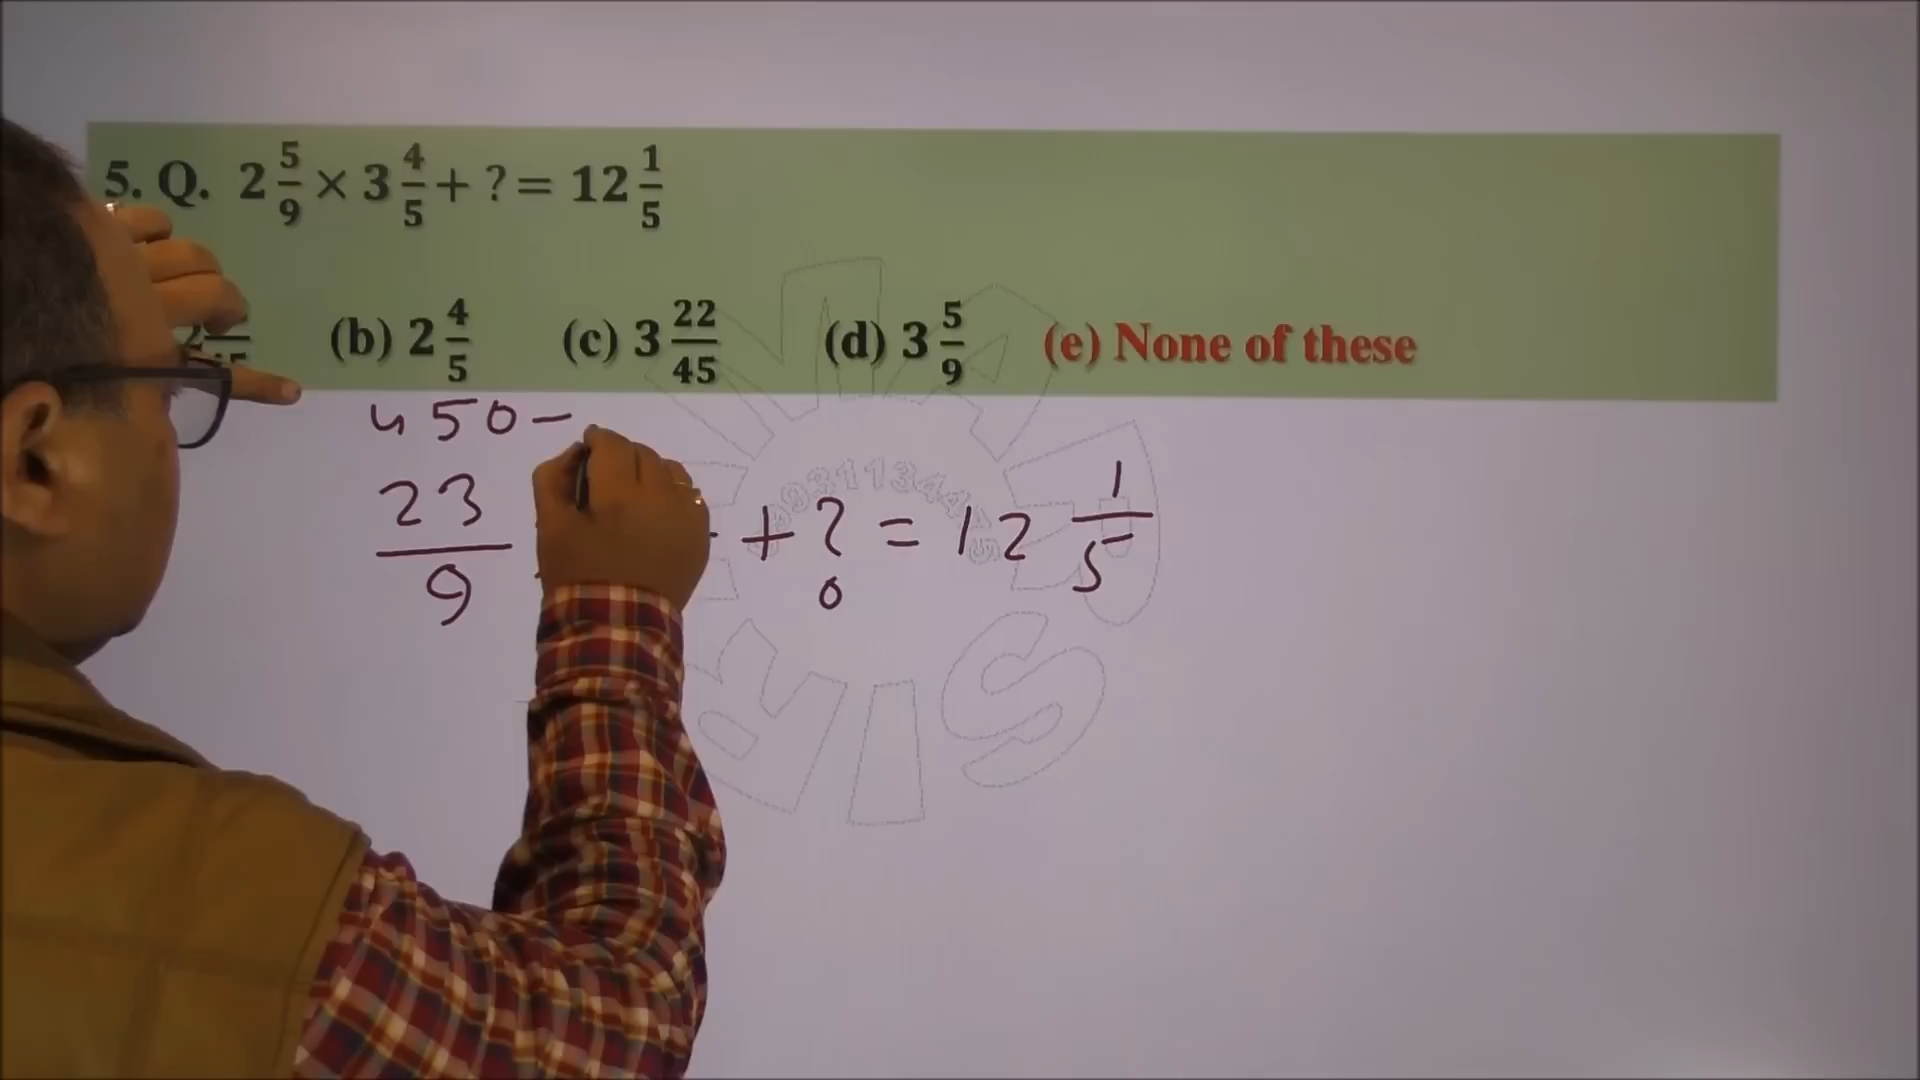 5. Q. 2 5/9 × 3 4/5 + ? = 12 1/5
(b) 2 4/5 (c) 3 22/45 (d) 3 5/9 (e) None of these
450 -
23/9 + ? = 12 1/5
0